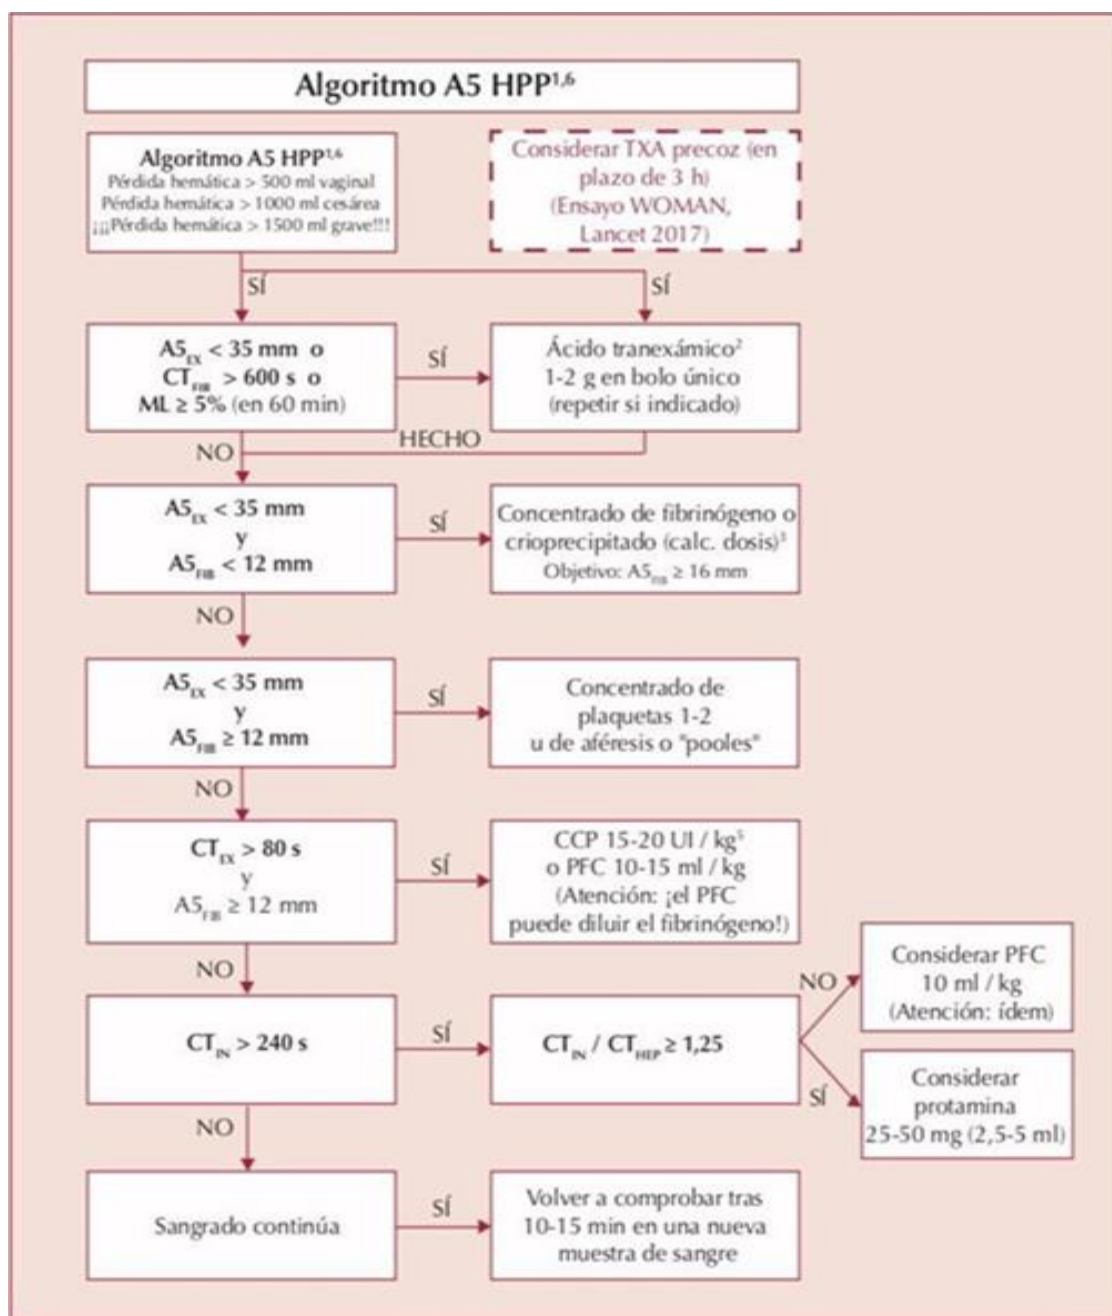 Algoritmo A5 HPP1,6
Algoritmo A5 HPP1,6
Pérdida hemática > 500 ml vaginal
Pérdida hemática > 1000 ml cesárea
¡¡¡Pérdida hemática > 1500 ml grave!!!
Considerar TXA precoz (en
plazo de 3 h)
(Ensayo WOMAN,
Lancet 2017)
SÍ
SÍ
A5EX < 35 mm o
CTFIB > 600 s o
ML ≥ 5% (en 60 min)
SÍ
Ácido tranexámico2
1-2 g en bolo único
(repetir si indicado)
NO
HECHO
A5EX < 35 mm
y
A5FIB < 12 mm
SÍ
Concentrado de fibrinógeno o
crioprecipitado (calc. dosis)3
Objetivo: A5FIB ≥ 16 mm
NO
A5EX < 35 mm
y
A5FIB ≥ 12 mm
SÍ
Concentrado de
plaquetas 1-2
u de aféresis o "pooles"
NO
CTEX > 80 s
y
A5FIB ≥ 12 mm
SÍ
CCP 15-20 UI / kg5
o PFC 10-15 ml / kg
(Atención: ¡el PFC
puede diluir el fibrinógeno!)
NO
CTIN > 240 s
SÍ
CTIN / CTHEP ≥ 1,25
NO
Considerar PFC
10 ml / kg
(Atención: ídem)
SÍ
Considerar
protamina
25-50 mg (2,5-5 ml)
NO
Sangrado continúa
SÍ
Volver a comprobar tras
10-15 min en una nueva
muestra de sangre